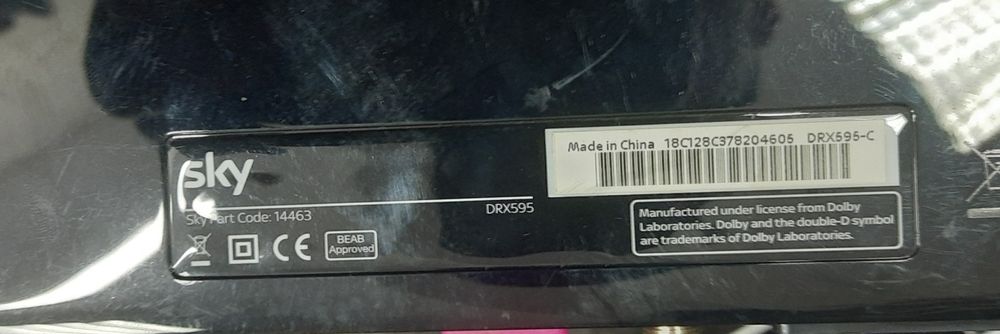 sky
Made in China 18C128C378204605 DRX595-C
DRX595
Sky Part Code: 14463
Manufactured under license from Dolby
Laboratories. Dolby and the double-D symbol
are trademarks of Dolby Laboratories.
CE
BEAB
Approved